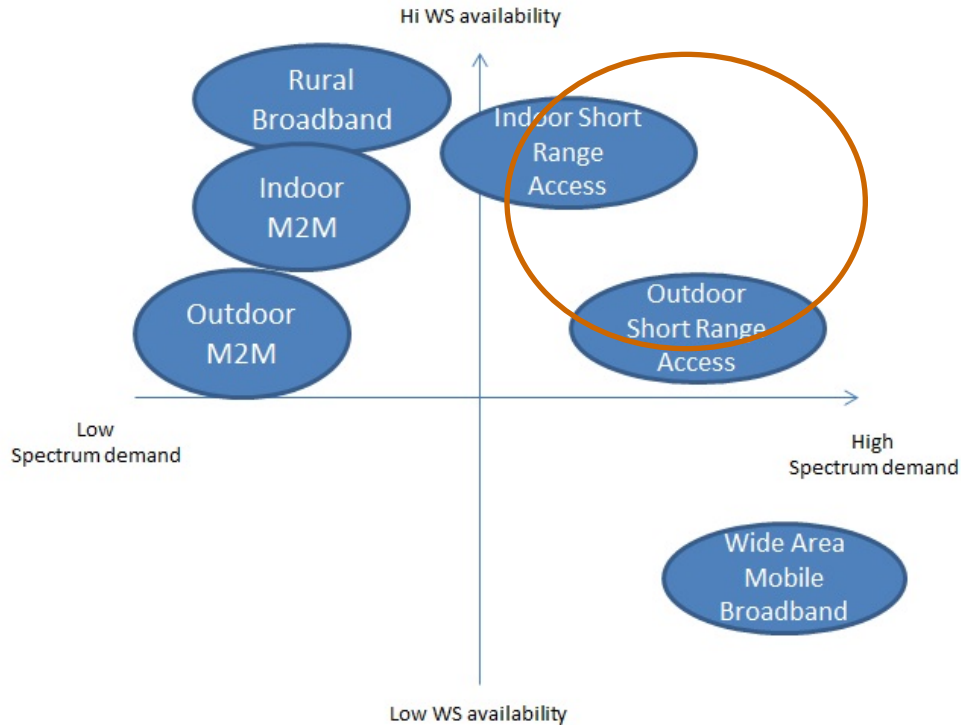 Hi WS availability
Rural
Broadband
Indoor Short
Range
Access
Indoor
M2M
Outdoor
M2M
Outdoor
Short Range
Access
Low
Spectrum demand
High
Spectrum demand
Wide Area
Mobile
Broadband
Low WS availability